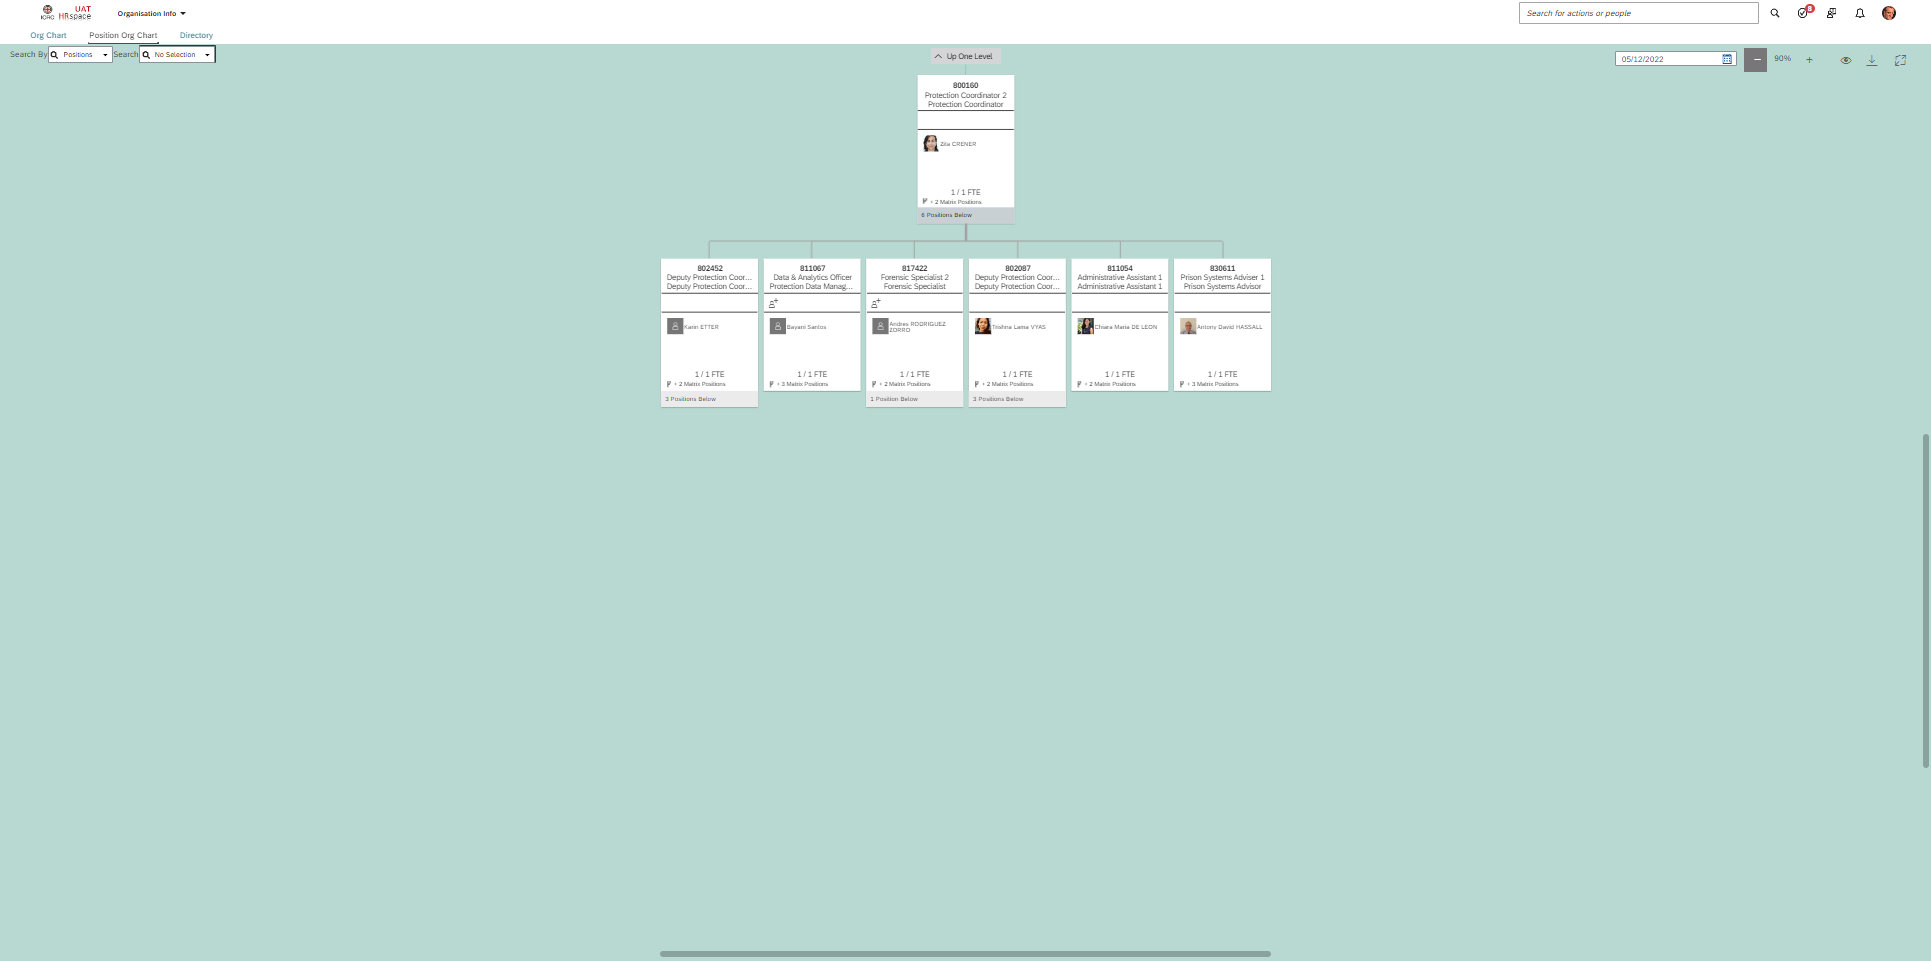 ICRC
UAT
HRspace
Organisation Info
Search for actions or people
8
Org Chart
Position Org Chart
Directory
Search By
Positions
Search
No Selection
Up One Level
05/12/2022
90%
800160
Protection Coordinator 2
Protection Coordinator
Zila CRENER
1 / 1 FTE
+ 2 Matrix Positions
6 Positions Below
802452
Deputy Protection Coor...
Deputy Protection Coor...
Karin ETTER
1 / 1 FTE
+ 2 Matrix Positions
3 Positions Below
811067
Data & Analytics Officer
Protection Data Manag...
Bayani Santos
1 / 1 FTE
+ 3 Matrix Positions
817422
Forensic Specialist 2
Forensic Specialist
Andres RODRIGUEZ
ZORRO
1 / 1 FTE
+ 2 Matrix Positions
1 Position Below
802087
Deputy Protection Coor...
Deputy Protection Coor...
Trishna Lama VYAS
1 / 1 FTE
+ 2 Matrix Positions
3 Positions Below
811054
Administrative Assistant 1
Administrative Assistant 1
Chiara Maria DE LEON
1 / 1 FTE
+ 2 Matrix Positions
830611
Prison Systems Adviser 1
Prison Systems Advisor
Antony David HASSALL
1 / 1 FTE
+ 3 Matrix Positions